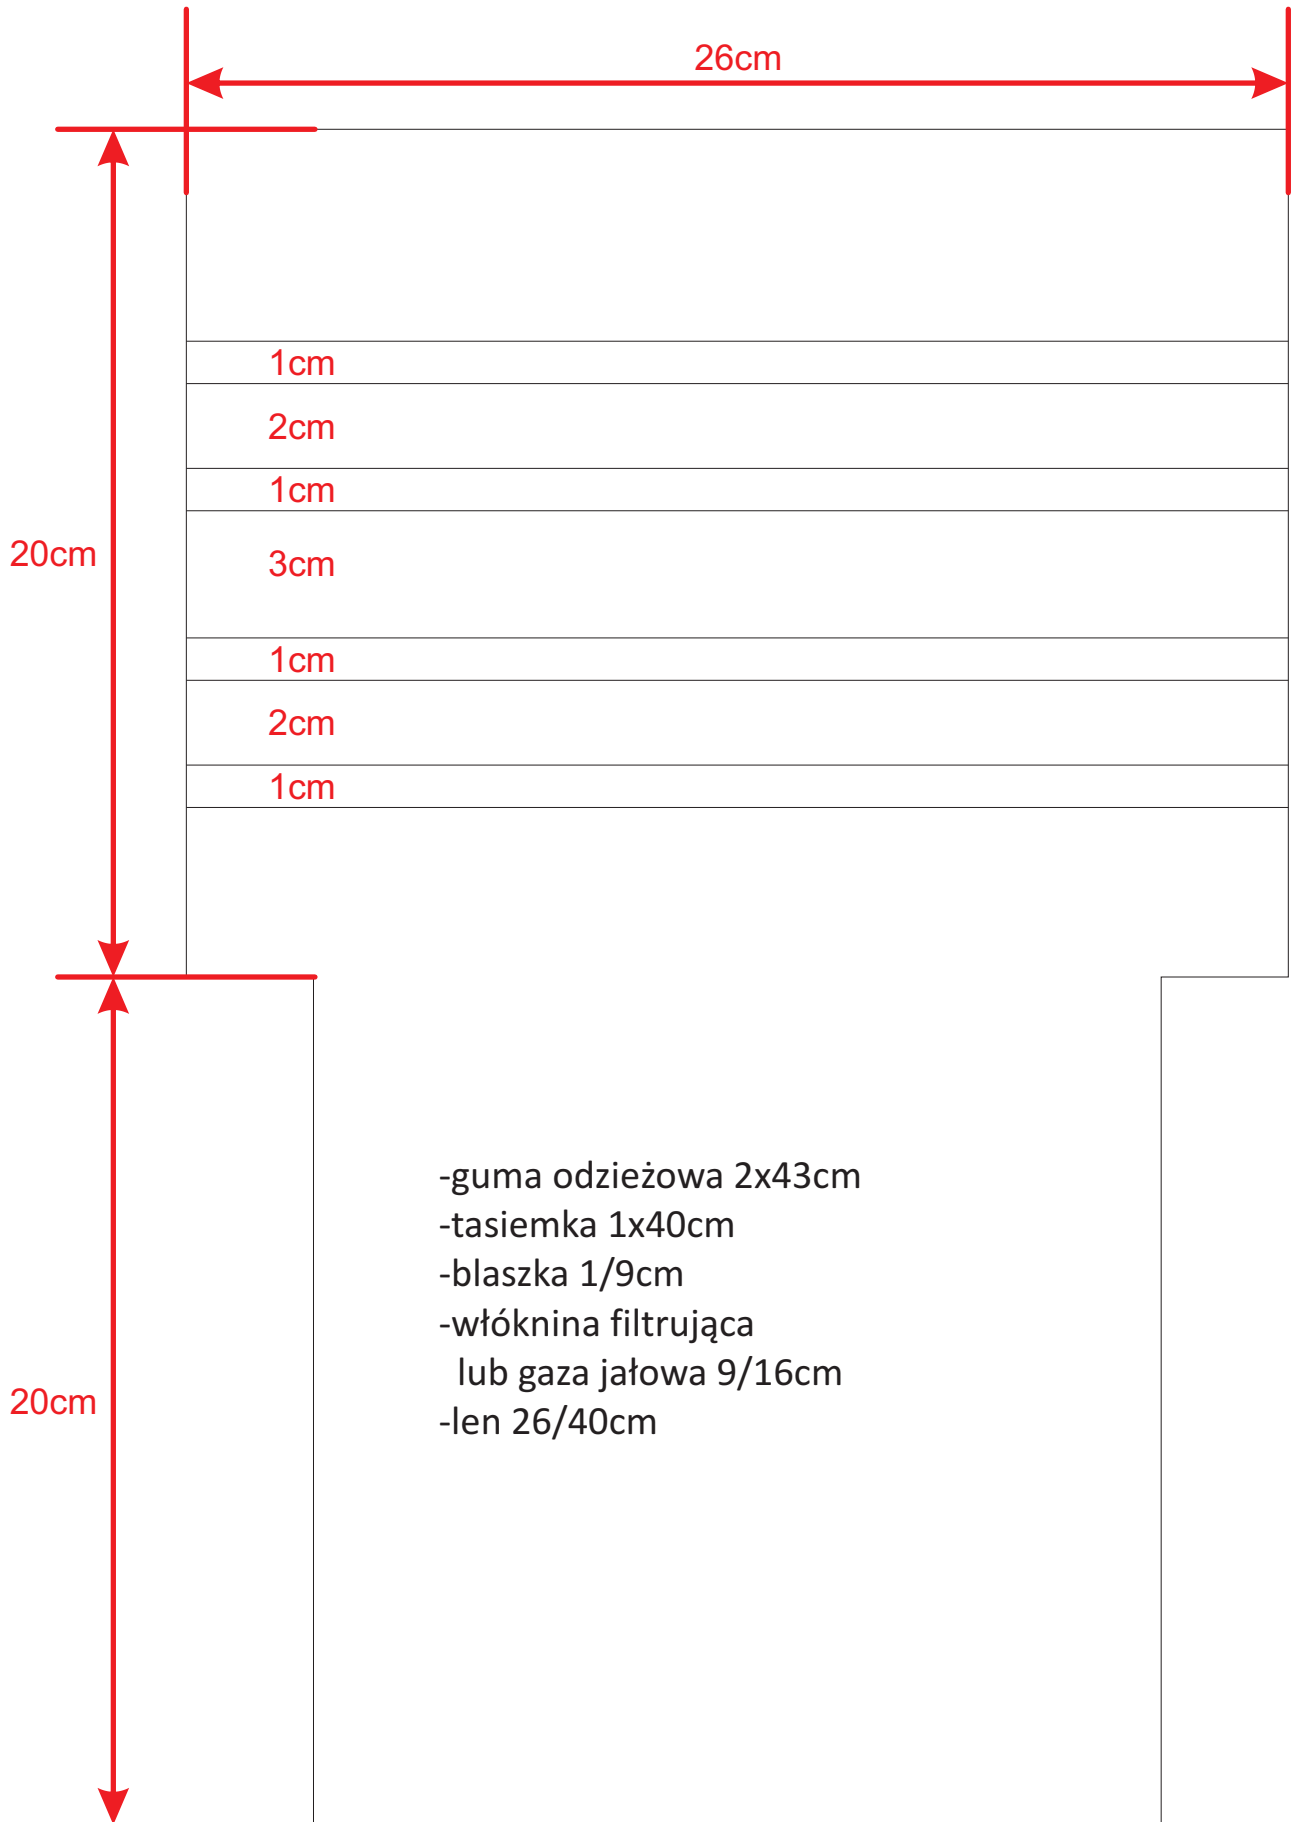 26cm
1cm
2cm
1cm
20cm
3cm
1cm
2cm
1cm
-guma odzieżowa 2x43cm
-tasiemka 1x40cm
-blaszka 1/9cm
-włóknina filtrująca
lub gaza jałowa 9/16cm
20cm
-len 26/40cm